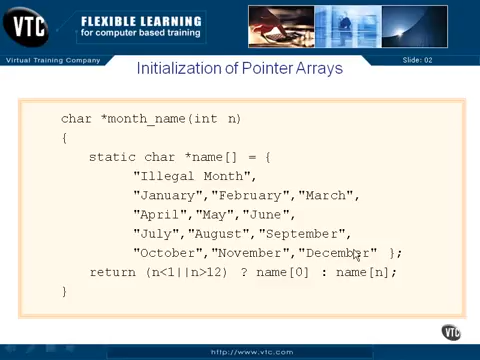 VTC
FLEXIBLE LEARNING
for computer based training
Virtual Training Company
Slide: 02
Initialization of Pointer Arrays
char *month_name(int n)
{
static char *name[] = {
"Illegal Month",
"January","February","March",
"April","May","June",
"July","August","September",
"October","November","December" };
return (n<1||n>12) ? name[0] : name[n];
}
VTC
http://www.vtc.com